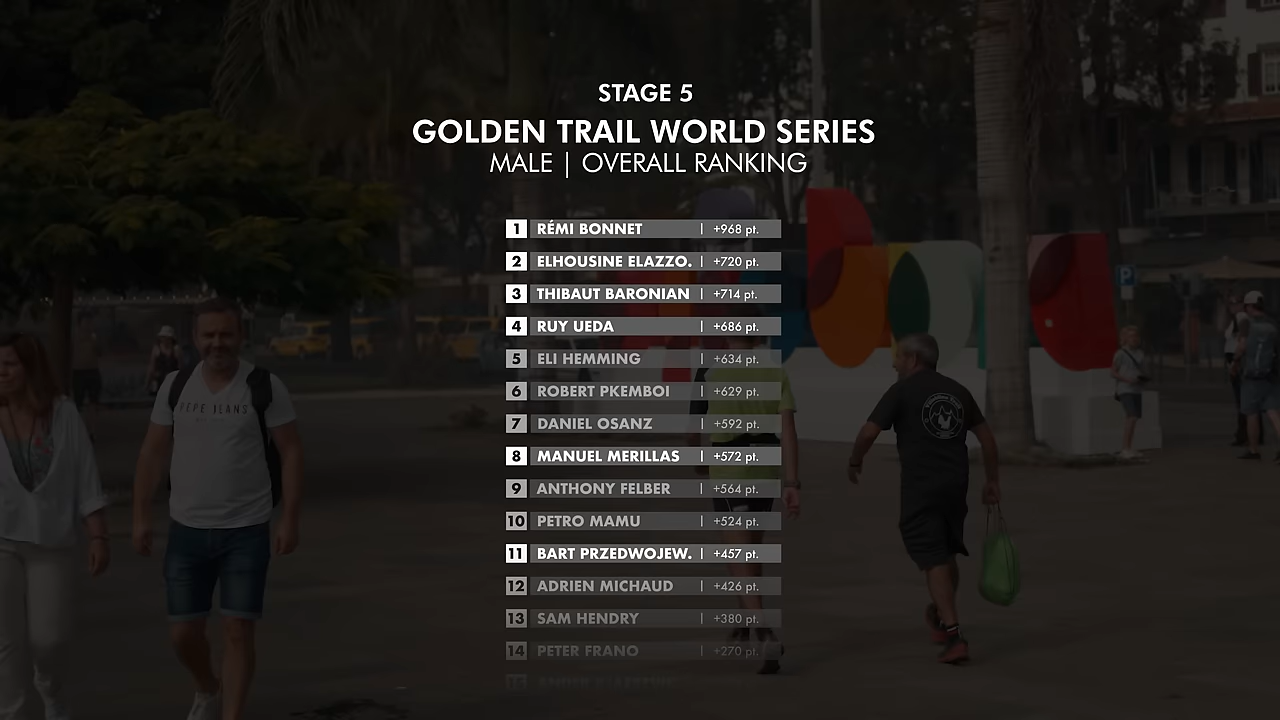 STAGE 5
GOLDEN TRAIL WORLD SERIES
MALE | OVERALL RANKING
1 RÉMI BONNET | +968 pt.
2 ELHOUSINE ELAZZO. | +720 pt.
3 THIBAUT BARONIAN | +714 pt.
4 RUY UEDA | +686 pt.
5 ELI HEMMING | +634 pt.
6 ROBERT PKEMBOI | +629 pt.
7 DANIEL OSANZ | +592 pt.
8 MANUEL MERILLAS | +572 pt.
9 ANTHONY FELBER | +564 pt.
10 PETRO MAMU | +524 pt.
11 BART PRZEDWOJEW. | +457 pt.
12 ADRIEN MICHAUD | +426 pt.
13 SAM HENDRY | +380 pt.
14 PETER FRANO | +270 pt.
PEPE JEANS
P